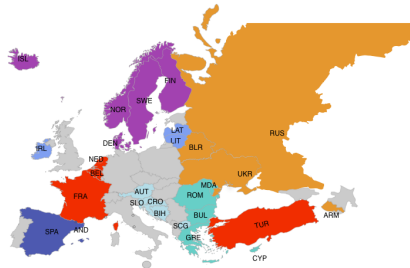 ISL
FIN
NOR
SWE
RUS
LAT
DEN
LIT
IRL
BLR
NED
BEL
UKR
MDA
AUT
FRA
ROM
SLO
CRO
BIH
BUL
ARM
TUR
SCG
SPA
AND
GRE
CYP